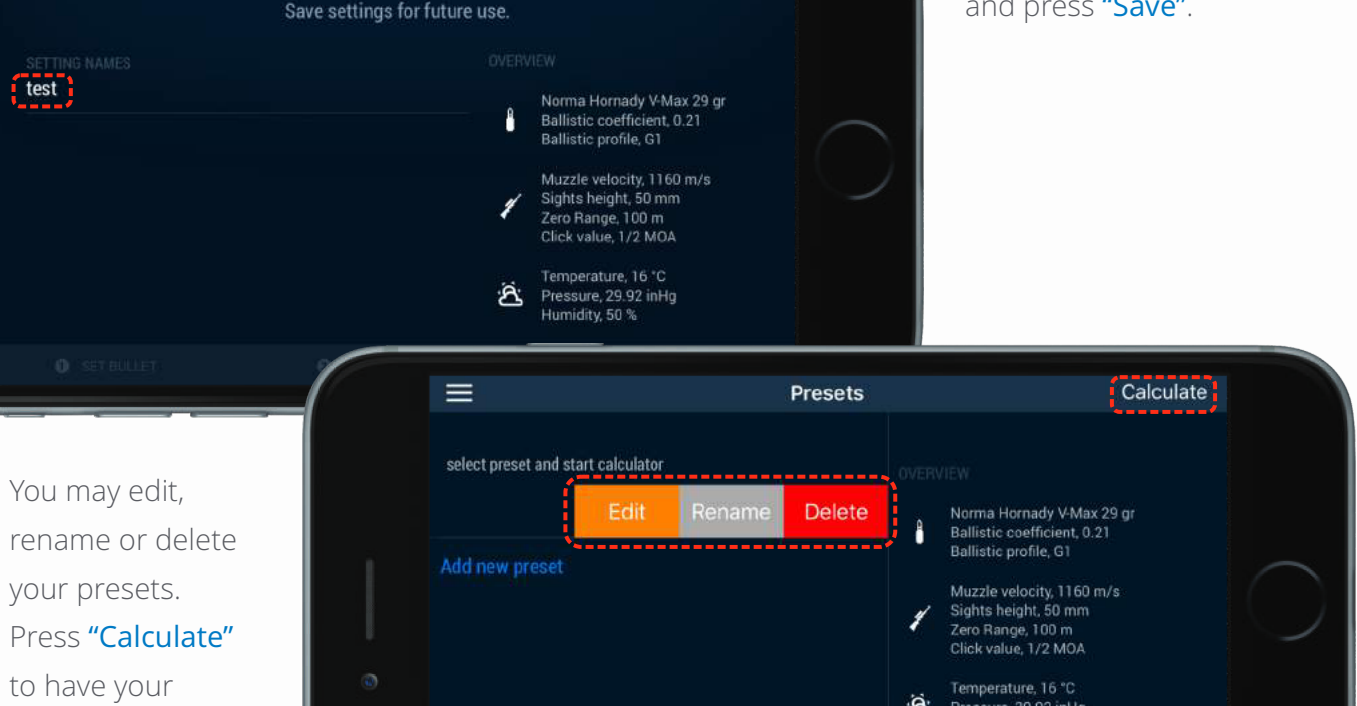 Save settings for future use.
and press “Save”.
SETTING NAMES
test
OVERVIEW
Norma Hornady V-Max 29 gr
Ballistic coefficient, 0.21
Ballistic profile, G1
Muzzle velocity, 1160 m/s
Sights height, 50 mm
Zero Range, 100 m
Click value, 1/2 MOA
Temperature, 16 °C
Pressure, 29.92 inHg
Humidity, 50 %
1 SET BULLET
Presets
Calculate
select preset and start calculator
Edit Rename Delete
Add new preset
OVERVIEW
Norma Hornady V-Max 29 gr
Ballistic coefficient, 0.21
Ballistic profile, G1
Muzzle velocity, 1160 m/s
Sights height, 50 mm
Zero Range, 100 m
Click value, 1/2 MOA
Temperature, 16 °C
Pressure, 29.92 inHg
You may edit,
rename or delete
your presets.
Press “Calculate”
to have your